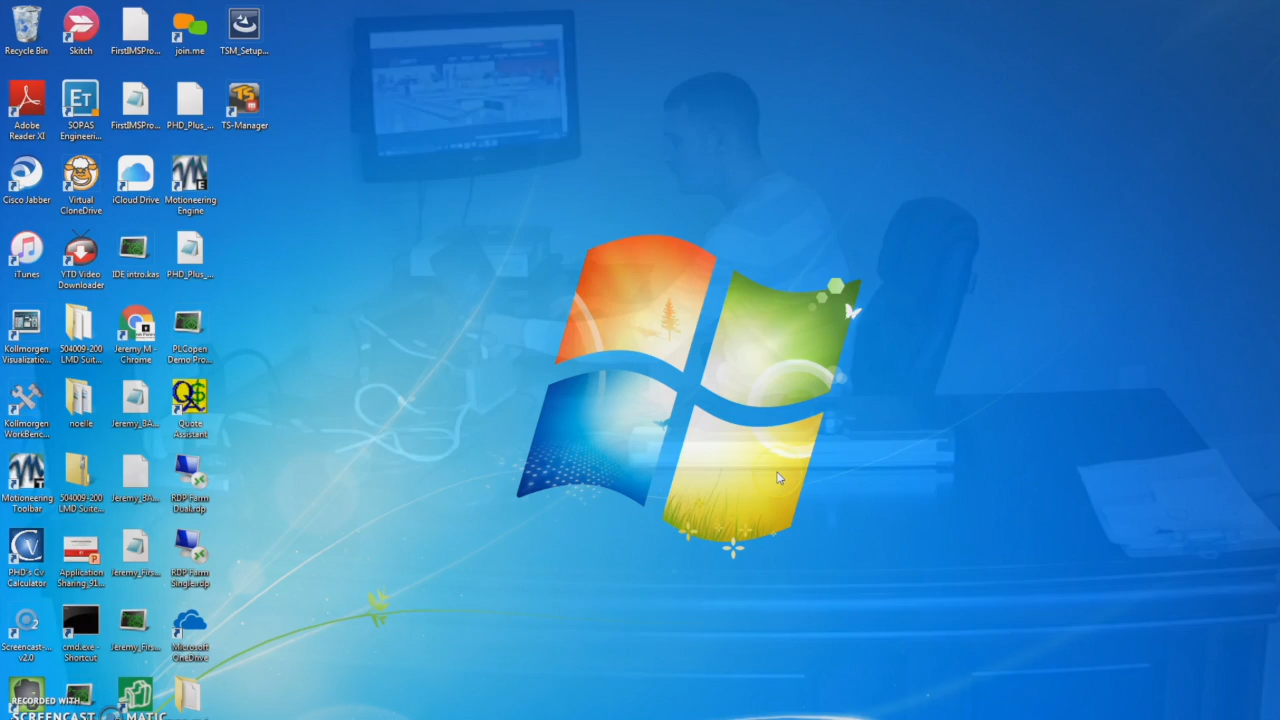 Recycle Bin
Skitch
FirstIMSPro...
join.me
TSM_Setup...
Adobe
Reader XI
SOPAS
Engineeri...
FirstIMSPro...
PHD_Plus_...
TS-Manager
Cisco Jabber
Virtual
CloneDrive
iCloud Drive
Motioneering
Engine
iTunes
YTD Video
Downloader
IDE intro.kas
PHD_Plus_...
Kollmorgen
Visualizatio...
504009-200
LMD Suit...
Jeremy M -
Chrome
PLCopen
Demo Pro...
Kollmorgen
WorkBenc...
noelle
Jeremy_BA...
Quote
Assistant
Motioneering
Toolbar
504009-200
LMD Suite...
Jeremy_BA...
RDP Farm
Dual.rdp
PHD's Cv
Calculator
Application
Sharing_91...
Jeremy_Firs...
RDP Farm
Single.rdp
Screencast-...
v2.0
cmd.exe -
Shortcut
Jeremy_Firs...
Microsoft
OneDrive
RECORDED WITH
SCREENCAST MATIC